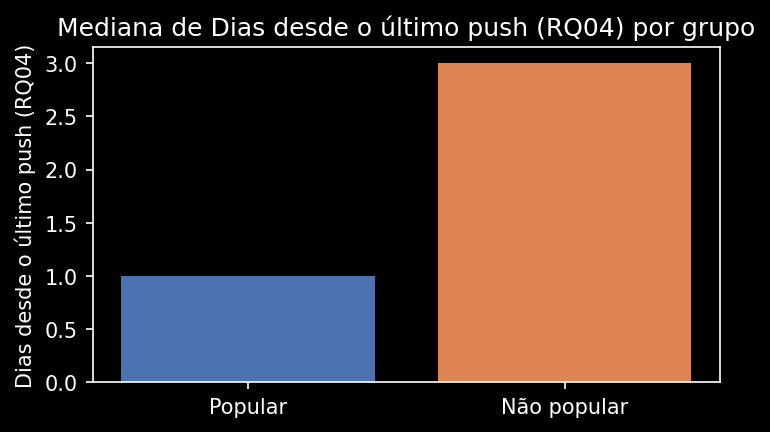 Mediana de Dias desde o último push (RQ04) por grupo
Dias desde o último push (RQ04)
3.0
2.5
2.0
1.5
1.0
0.5
0.0
Popular
Não popular